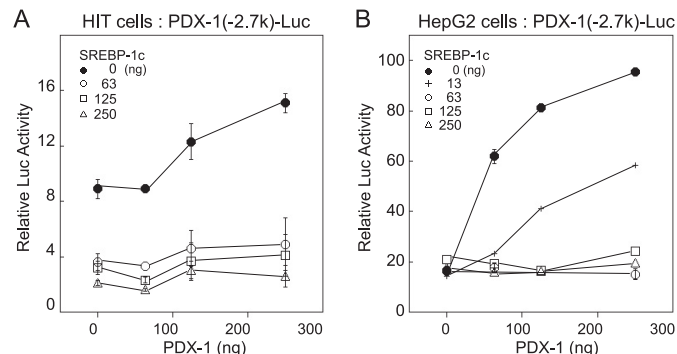 A
HIT cells : PDX-1(-2.7k)-Luc
SREBP-1c
0 (ng)
63
125
250
Relative Luc Activity
16
12
8
4
0
0
100
200
300
PDX-1 (ng)
B
HepG2 cells : PDX-1(-2.7k)-Luc
SREBP-1c
0 (ng)
13
63
125
250
Relative Luc Activity
100
80
60
40
20
0
0
100
200
300
PDX-1 (ng)